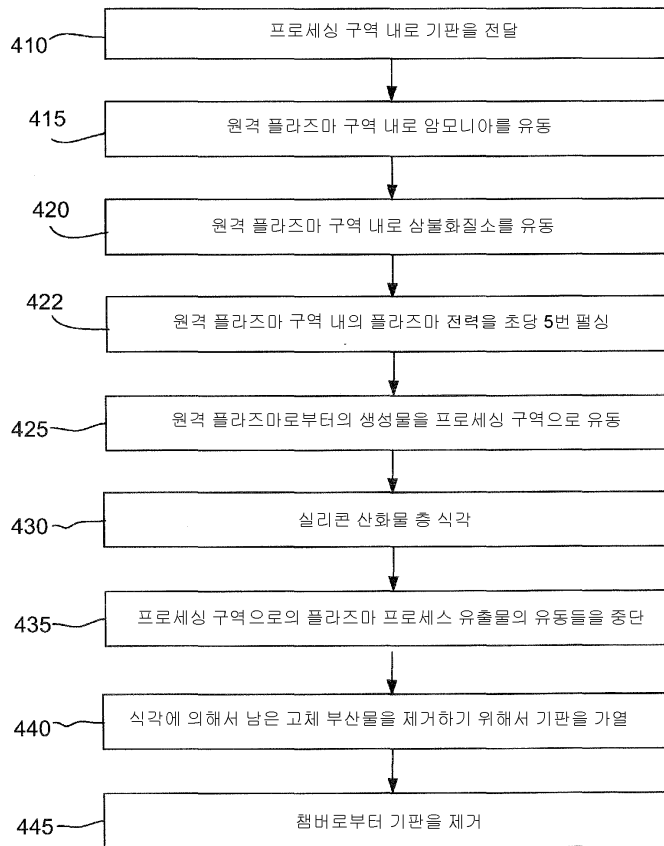 410
프로세싱 구역 내로 기판을 전달
415
원격 플라즈마 구역 내로 암모니아를 유동
420
원격 플라즈마 구역 내로 삼불화질소를 유동
422
원격 플라즈마 구역 내의 플라즈마 전력을 초당 5번 펄싱
425
원격 플라즈마로부터의 생성물을 프로세싱 구역으로 유동
430
실리콘 산화물 층 식각
435
프로세싱 구역으로의 플라즈마 프로세스 유출물의 유동들을 중단
440
식각에 의해서 남은 고체 부산물을 제거하기 위해서 기판을 가열
445
챔버로부터 기판을 제거